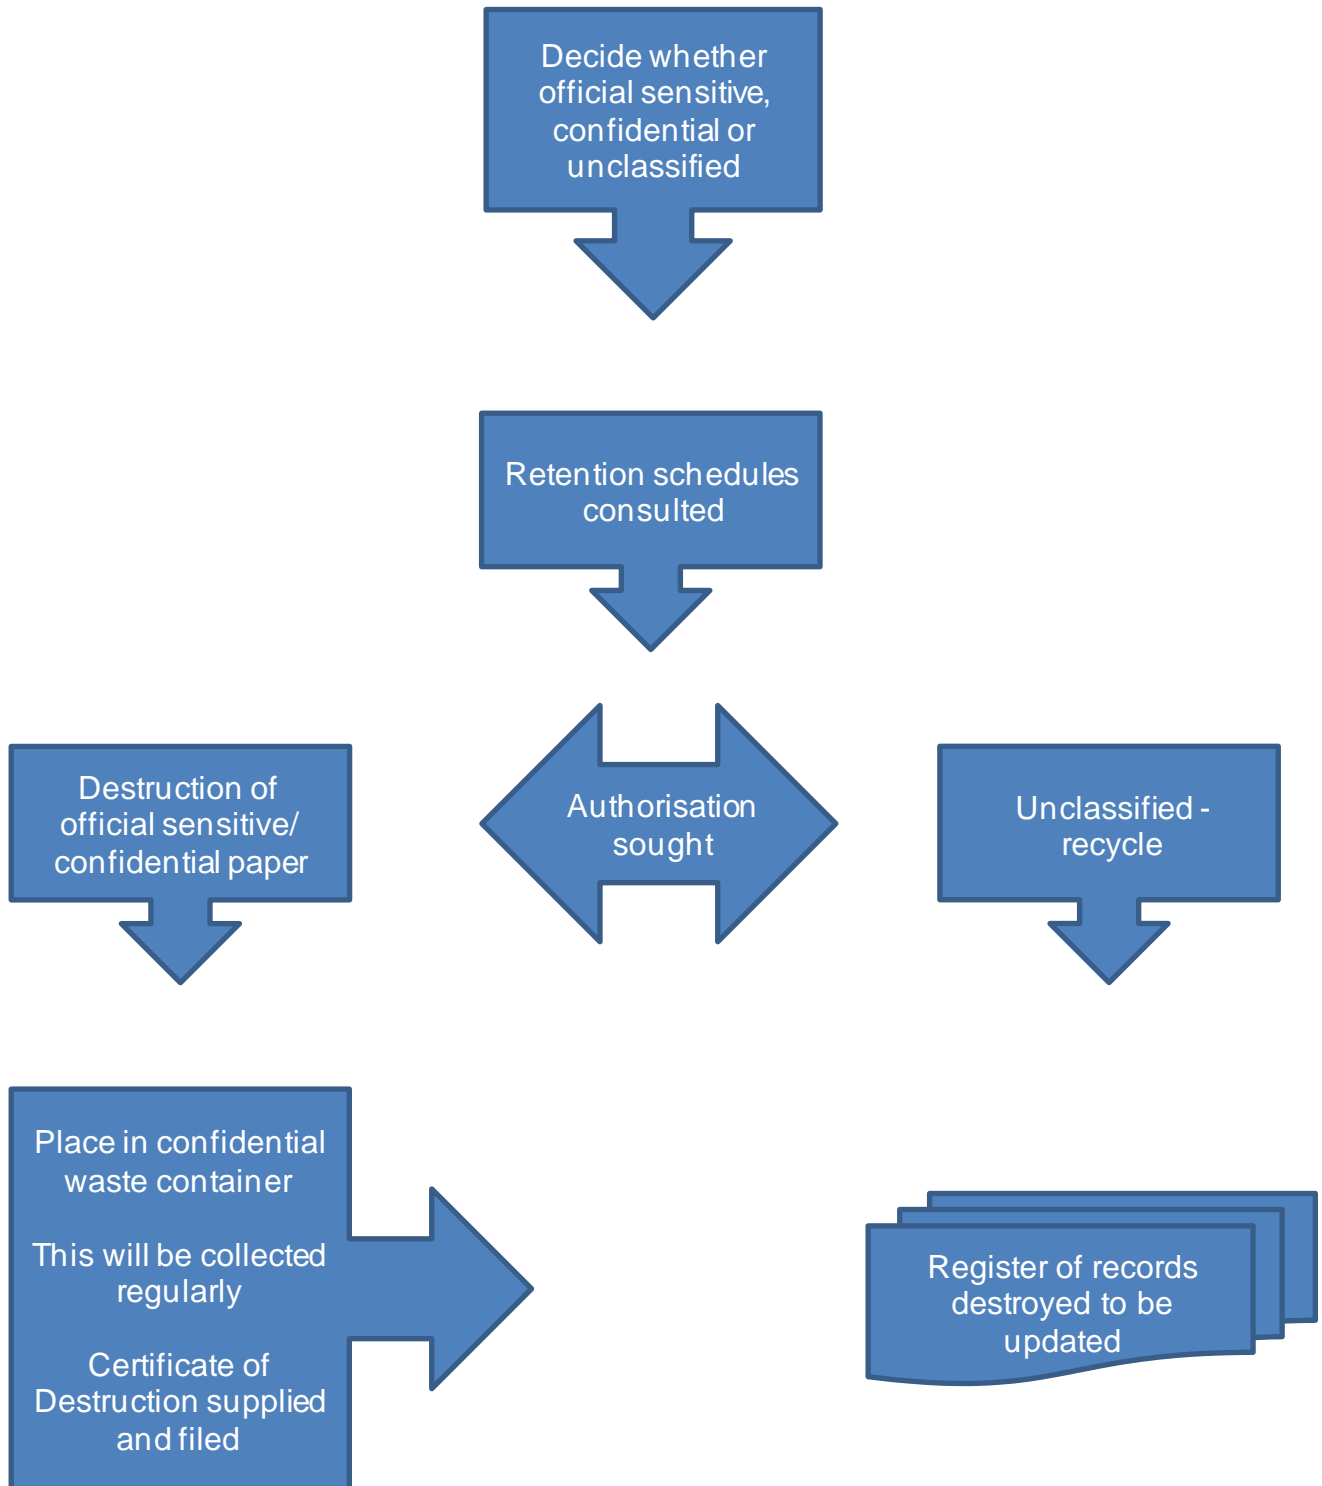 Decide whether
official sensitive,
confidential or
unclassified
Retention schedules
consulted
Destruction of
official sensitive/
confidential paper
Authorisation
sought
Unclassified -
recycle
Place in confidential
waste container
This will be collected
regularly
Certificate of
Destruction supplied
and filed
Register of records
destroyed to be
updated